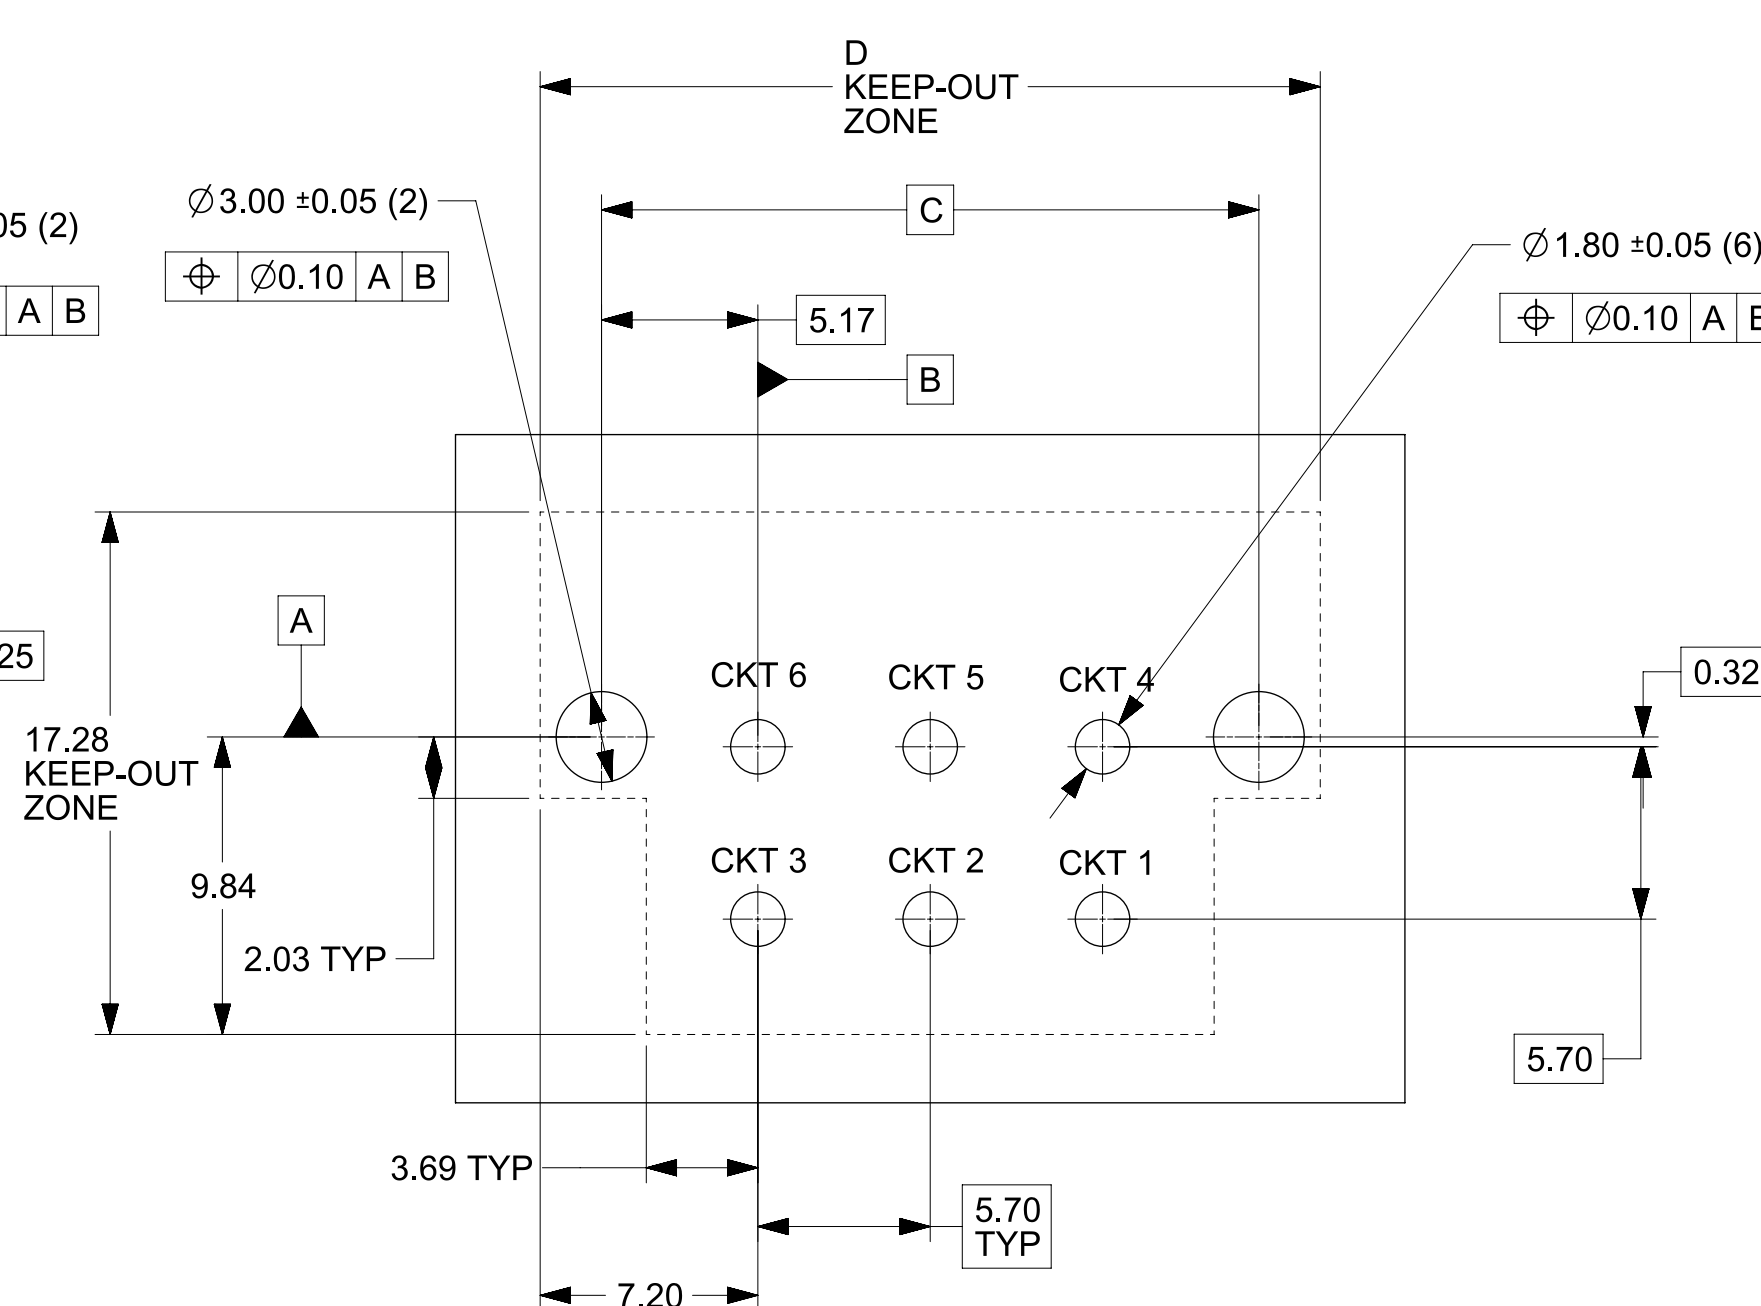 D
KEEP-OUT
ZONE
⌀3.00 ±0.05 (2)
⌖ ⌀0.10 A B
05 (2)
A B
C
5.17
B
⌀1.80 ±0.05 (6)
⌖ ⌀0.10 A
A
25
17.28
KEEP-OUT
ZONE
9.84
2.03 TYP
CKT 6
CKT 5
CKT 4
CKT 3
CKT 2
CKT 1
0.32
5.70
3.69 TYP
5.70
TYP
7.20